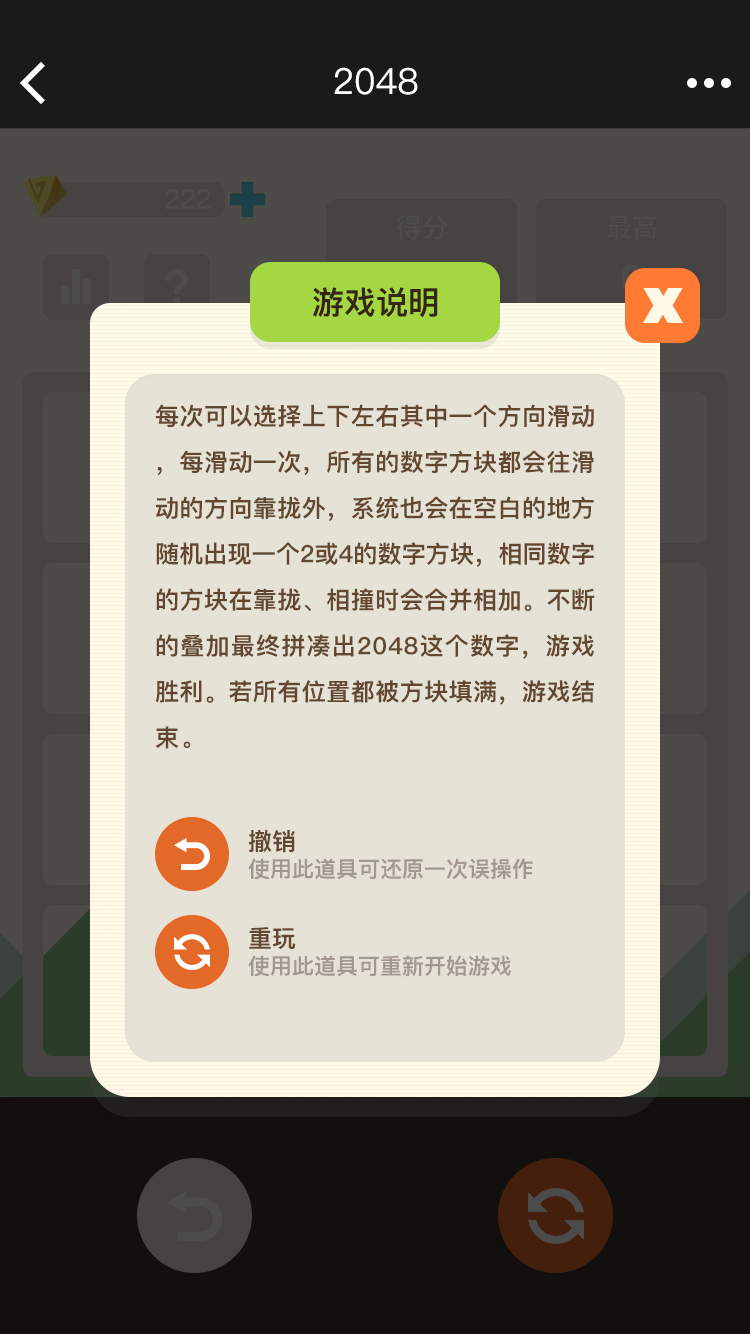 2048
222
得分
最高
?
游戏说明
X
每次可以选择上下左右其中一个方向滑动
，每滑动一次，所有的数字方块都会往滑
动的方向靠拢外，系统也会在空白的地方
随机出现一个2或4的数字方块，相同数字
的方块在靠拢、相撞时会合并相加。不断
的叠加最终拼凑出2048这个数字，游戏
胜利。若所有位置都被方块填满，游戏结
束。
撤销
使用此道具可还原一次误操作
重玩
使用此道具可重新开始游戏